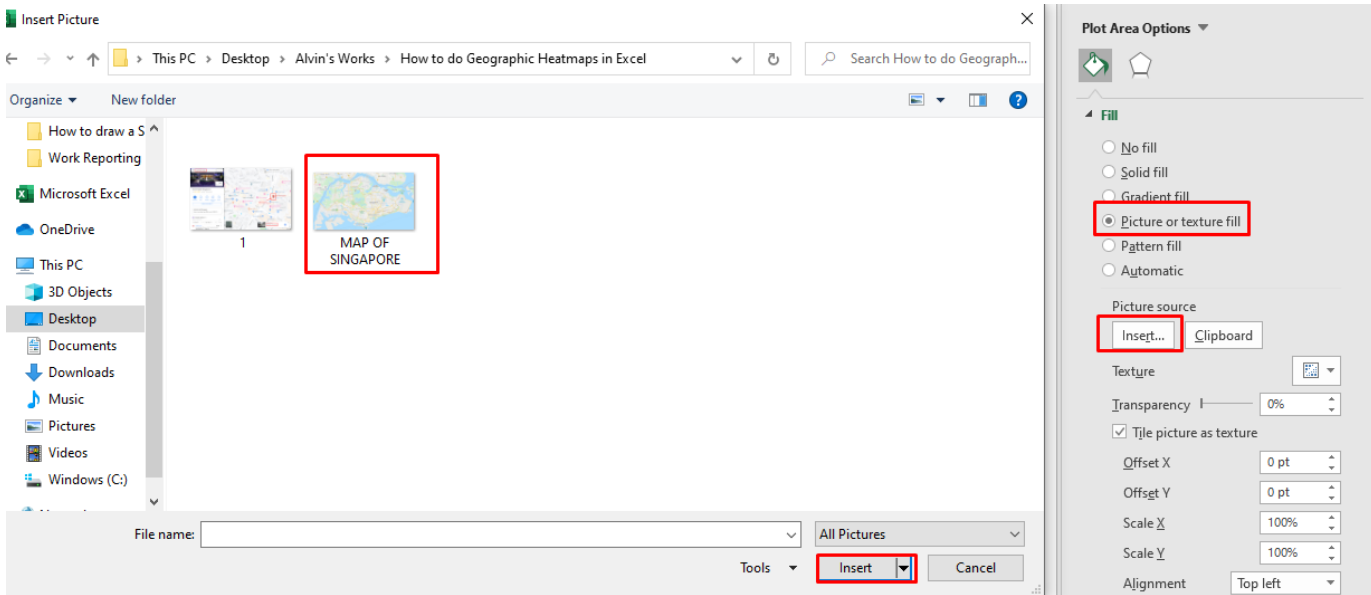 Insert Picture
This PC > Desktop > Alvin's Works > How to do Geographic Heatmaps in Excel
Search How to do Geograph...
Organize
New folder
How to draw a S
Work Reporting
Microsoft Excel
OneDrive
This PC
3D Objects
Desktop
Documents
Downloads
Music
Pictures
Videos
Windows (C:)
1
MAP OF
SINGAPORE
File name:
All Pictures
Tools
Insert
Cancel
Plot Area Options
Fill
No fill
Solid fill
Gradient fill
Picture or texture fill
Pattern fill
Automatic
Picture source
Insert...
Clipboard
Texture
Transparency
0%
Tile picture as texture
Offset X
0 pt
Offset Y
0 pt
Scale X
100%
Scale Y
100%
Alignment
Top left